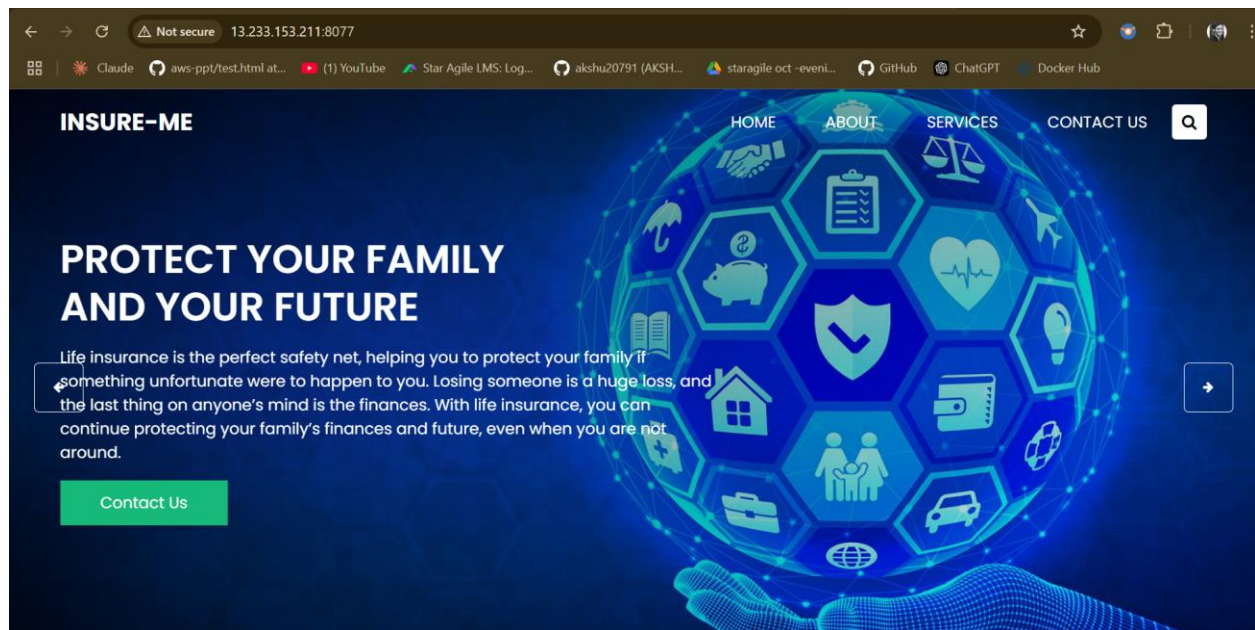 Not secure 13.233.153.211:8077
Claude aws-ppt/test.html at... (1) YouTube Star Agile LMS: Log... akshu20791 (AKSH... staragile oct -eveni... GitHub ChatGPT Docker Hub
INSURE-ME HOME ABOUT SERVICES CONTACT US
PROTECT YOUR FAMILY
AND YOUR FUTURE
Life insurance is the perfect safety net, helping you to protect your family if
something unfortunate were to happen to you. Losing someone is a huge loss, and
the last thing on anyone's mind is the finances. With life insurance, you can
continue protecting your family's finances and future, even when you are not
around.
Contact Us